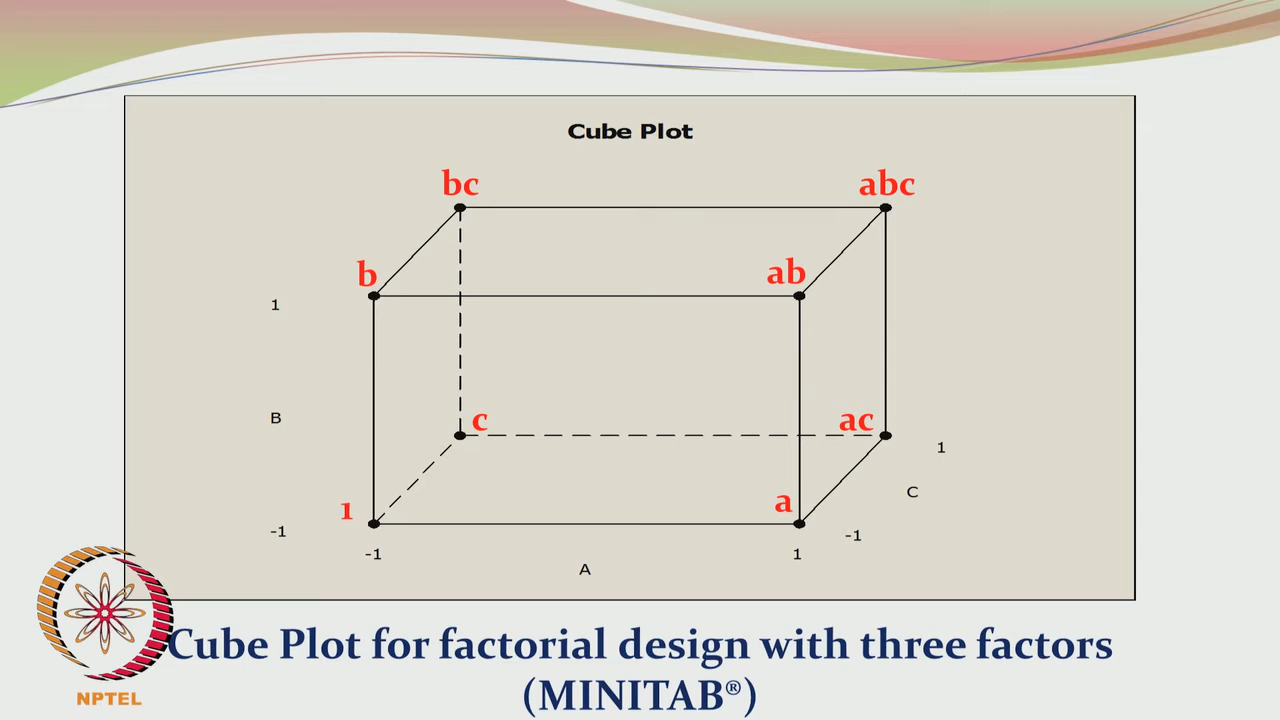 Cube Plot
bc
abc
b
ab
1
B
c
ac
1
C
1
a
-1
-1
-1
1
A
Cube Plot for factorial design with three factors
(MINITAB®)
NPTEL